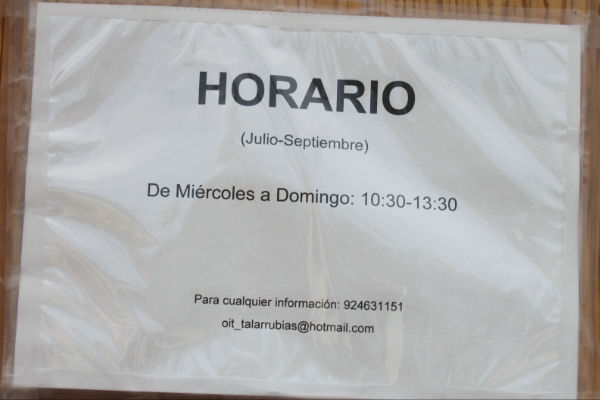 HORARIO
(Julio-Septiembre)
De Miércoles a Domingo: 10:30-13:30
Para cualquier información: 924631151
oit_talarrubias@hotmail.com